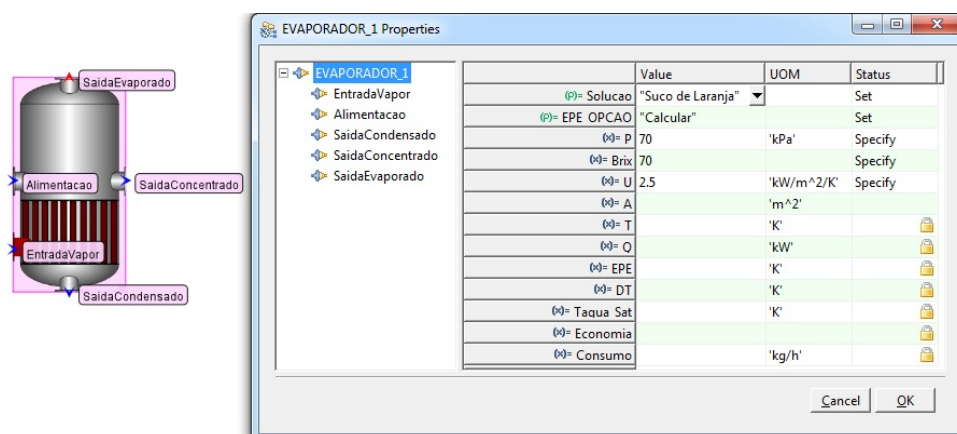 SaidaEvaporado
Alimentacao
SaidaConcentrado
EntradaVapor
SaidaCondensado
EVAPORADOR_1 Properties
EVAPORADOR_1
EntradaVapor
Alimentacao
SaidaCondensado
SaidaConcentrado
SaidaEvaporado
Value UOM Status
(P)= Solucao "Suco de Laranja" Set
(P)= EPE OPCAO "Calcular" Set
(x)= P 70 'kPa' Specify
(x)= Brix 70 Specify
(x)= U 2.5 'kW/m^2/K' Specify
(x)= A 'm^2'
(x)= T 'K'
(x)= Q 'kW'
(x)= EPE 'K'
(x)= DT 'K'
(x)= Tagua Sat 'K'
(x)= Economia
(x)= Consumo 'kg/h'
Cancel OK